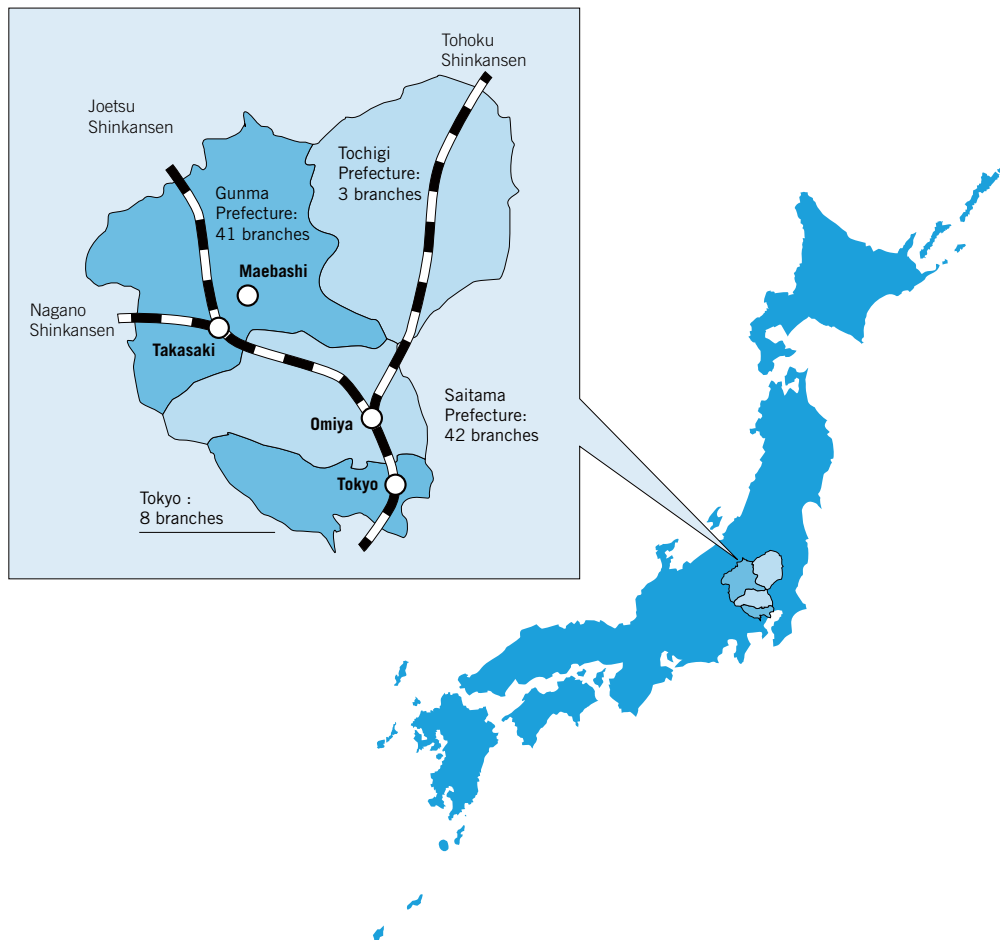 Tohoku
Shinkansen
Joetsu
Shinkansen
Tochigi
Prefecture:
3 branches
Gunma
Prefecture:
41 branches
Maebashi
Nagano
Shinkansen
Takasaki
Saitama
Prefecture:
42 branches
Omiya
Tokyo
Tokyo :
8 branches